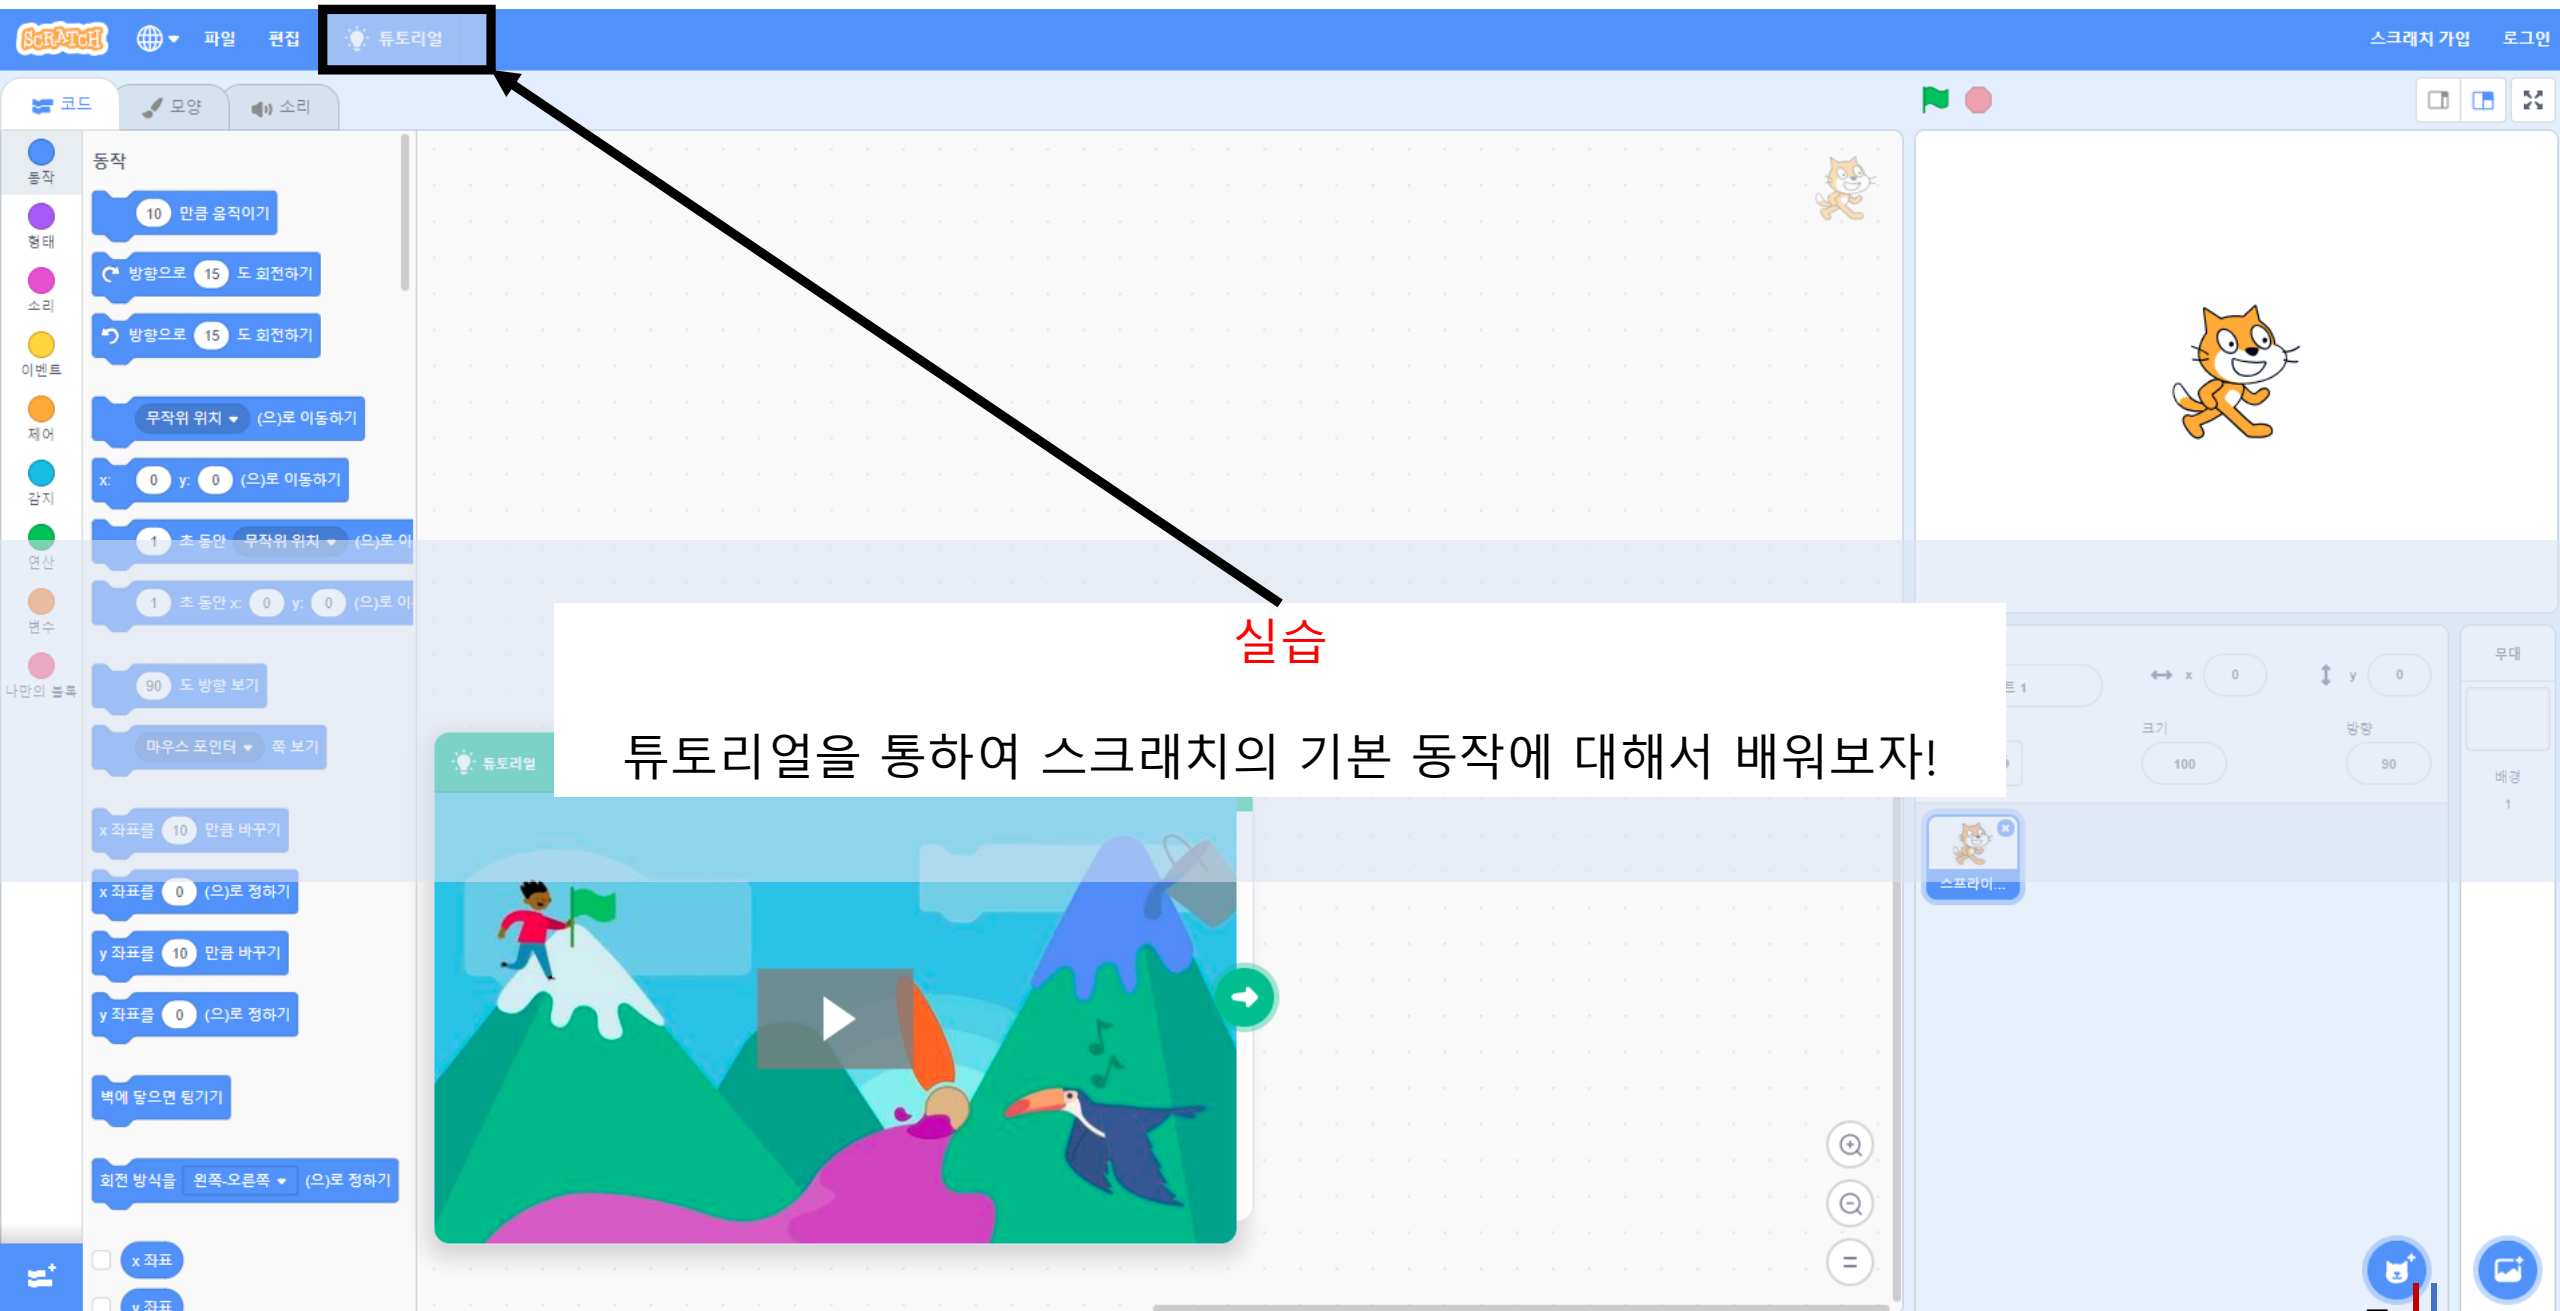 SCRATCH 파일 편집 튜토리얼 스크래치 가입 로그인
코드 모양 소리
동작
형태
소리
이벤트
제어
감지
연산
변수
나만의 블록
동작
10 만큼 움직이기
방향으로 15 도 회전하기
방향으로 15 도 회전하기
무작위 위치 (으)로 이동하기
x: 0 y: 0 (으)로 이동하기
1 초 동안 무작위 위치 (으)로 이
1 초 동안 x: 0 y: 0 (으)로 이
90 도 방향 보기
마우스 포인터 쪽 보기
x 좌표를 10 만큼 바꾸기
x 좌표를 0 (으)로 정하기
y 좌표를 10 만큼 바꾸기
y 좌표를 0 (으)로 정하기
벽에 닿으면 튕기기
회전 방식을 왼쪽-오른쪽 (으)로 정하기
x 좌표
y 좌표
실습
튜토리얼을 통하여 스크래치의 기본 동작에 대해서 배워보자!
튜토리얼
트 1 x 0 y 0
크기 방향
100 90
스프라이...
무대
배경
1